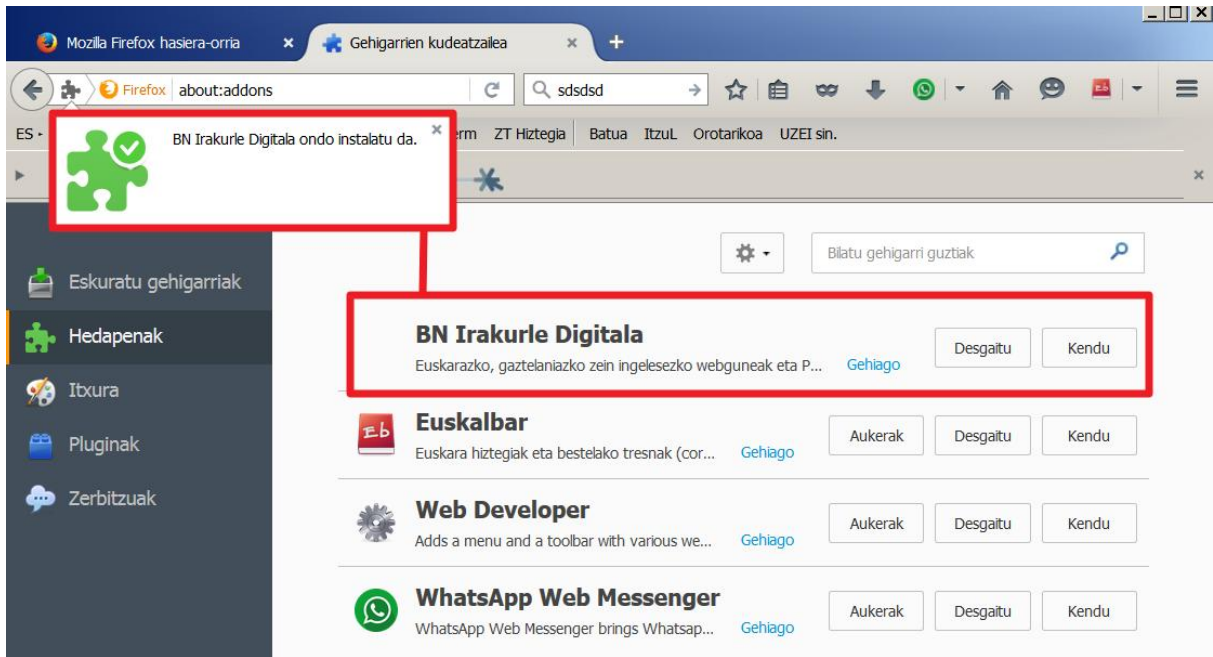 Mozilla Firefox hasiera-orria
Gehigarrien kudeatzailea
Firefox about:addons
sdsdsd
ES
BN Irakurle Digitala ondo instalatu da.
ZT Hiztegia Batua ItzuL Orotarikoa UZEI sin.
Bilatu gehigarri guztiak
Eskuratu gehigarriak
Hedapenak
Itxura
Pluginak
Zerbitzuak
BN Irakurle Digitala
Euskarazko, gaztelaniazko zein ingelesezko webguneak eta P... Gehiago
Desgaitu Kendu
Eb
Euskalbar
Euskara hiztegiak eta bestelako tresnak (cor... Gehiago
Aukerak Desgaitu Kendu
Web Developer
Adds a menu and a toolbar with various we... Gehiago
Aukerak Desgaitu Kendu
WhatsApp Web Messenger
WhatsApp Web Messenger brings Whatsap... Gehiago
Aukerak Desgaitu Kendu